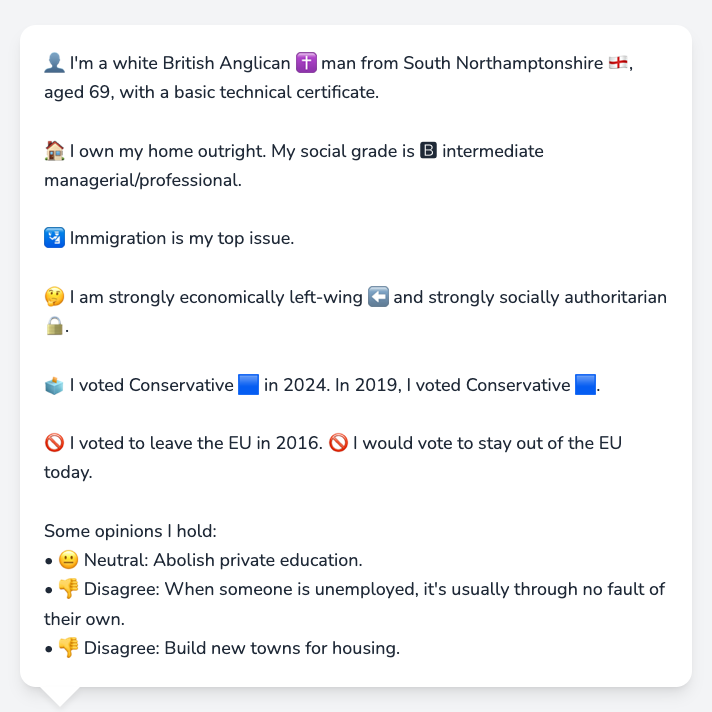 👤 I'm a white British Anglican ✝️ man from South Northamptonshire 🏴󠁧󠁢󠁥󠁮󠁧󠁿,
aged 69, with a basic technical certificate.
🏠 I own my home outright. My social grade is 🅱 intermediate
managerial/professional.
🛂 Immigration is my top issue.
🤔 I am strongly economically left-wing ⬅️ and strongly socially authoritarian
🔒.
🗳️ I voted Conservative 🟦 in 2024. In 2019, I voted Conservative 🟦.
🚫 I voted to leave the EU in 2016. 🚫 I would vote to stay out of the EU
today.
Some opinions I hold:
• 😐 Neutral: Abolish private education.
• 👎 Disagree: When someone is unemployed, it's usually through no fault of
their own.
• 👎 Disagree: Build new towns for housing.